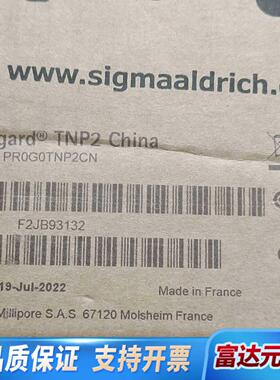 www.sigmaaldrich.
gard® TNP2 China
PR0G0TNP2CN
F2JB93132
19-Jul-2022
Made in France
Millipore S.A.S. 67120 Molsheim France
品质保证 支持开票
富达元